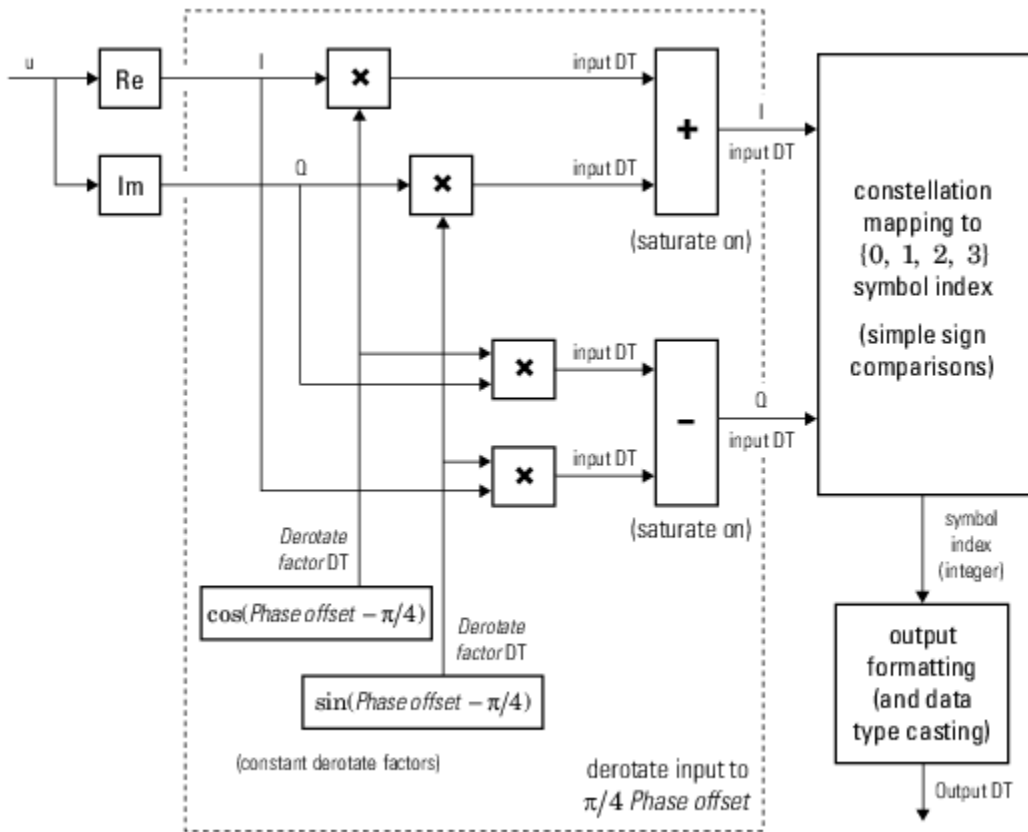 u
Re
I
×
input DT
+
I
input DT
Im
Q
×
input DT
(saturate on)
constellation
mapping to
{0, 1, 2, 3}
symbol index
(simple sign
comparisons)
×
input DT
−
Q
input DT
×
input DT
(saturate on)
Derotate
factor DT
cos(Phase offset − π/4)
Derotate
factor DT
sin(Phase offset − π/4)
(constant derotate factors)
derotate input to
π/4 Phase offset
symbol
index
(integer)
output
formatting
(and data
type casting)
Output DT